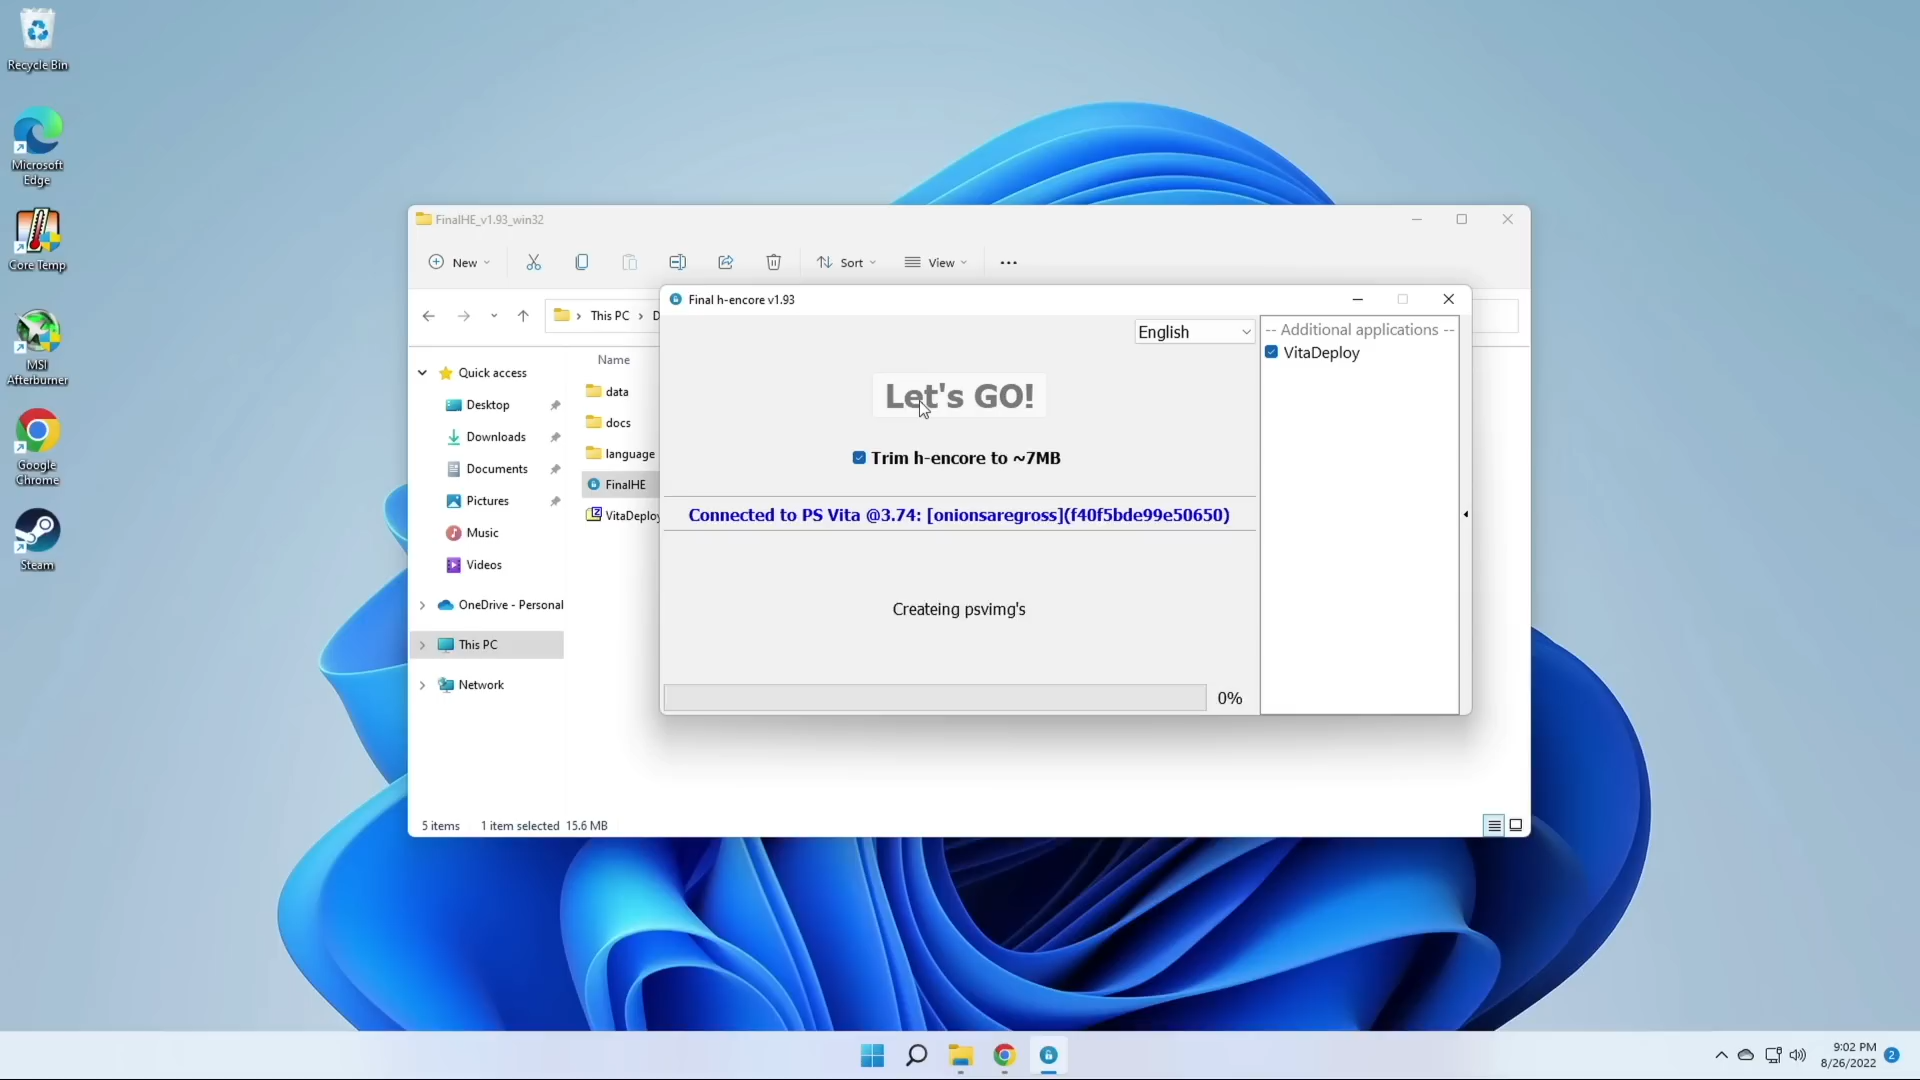 Recycle Bin
Microsoft
Edge
Core Temp
MSI
Afterburner
Google
Chrome
Steam
FinalHE_v1.93_win32
New
Sort
View
This PC
D
Quick access
Desktop
Downloads
Documents
Pictures
Music
Videos
OneDrive - Personal
This PC
Network
Name
data
docs
language
FinalHE
VitaDeploy
5 items
1 item selected 15.6 MB
Final h-encore v1.93
English
Let's GO!
Trim h-encore to ~7MB
Connected to PS Vita @3.74: [onionsaregross](f40f5bde99e50650)
Createing psvimg's
0%
-- Additional applications --
VitaDeploy
9:02 PM
8/26/2022
2